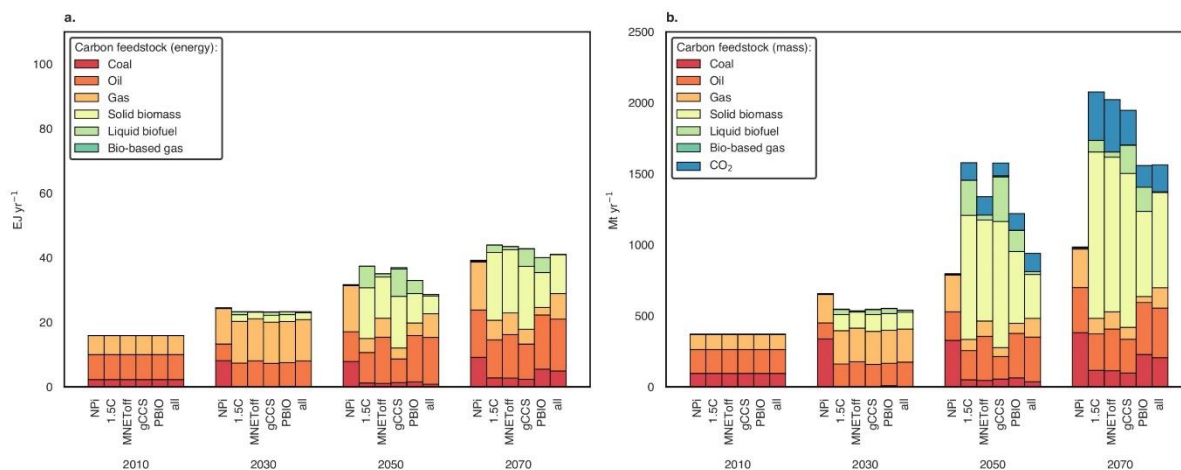 a.
Carbon feedstock (energy):
Coal
Oil
Gas
Solid biomass
Liquid biofuel
Bio-based gas
EJ yr⁻¹
100
80
60
40
20
0
NPi 1.5C MNEToff gCCS PBIO all
NPi 1.5C MNEToff gCCS PBIO all
NPi 1.5C MNEToff gCCS PBIO all
NPi 1.5C MNEToff gCCS PBIO all
2010 2030 2050 2070
b.
Carbon feedstock (mass):
Coal
Oil
Gas
Solid biomass
Liquid biofuel
Bio-based gas
CO₂
Mt yr⁻¹
2500
2000
1500
1000
500
0
NPi 1.5C MNEToff gCCS PBIO all
NPi 1.5C MNEToff gCCS PBIO all
NPi 1.5C MNEToff gCCS PBIO all
NPi 1.5C MNEToff gCCS PBIO all
2010 2030 2050 2070